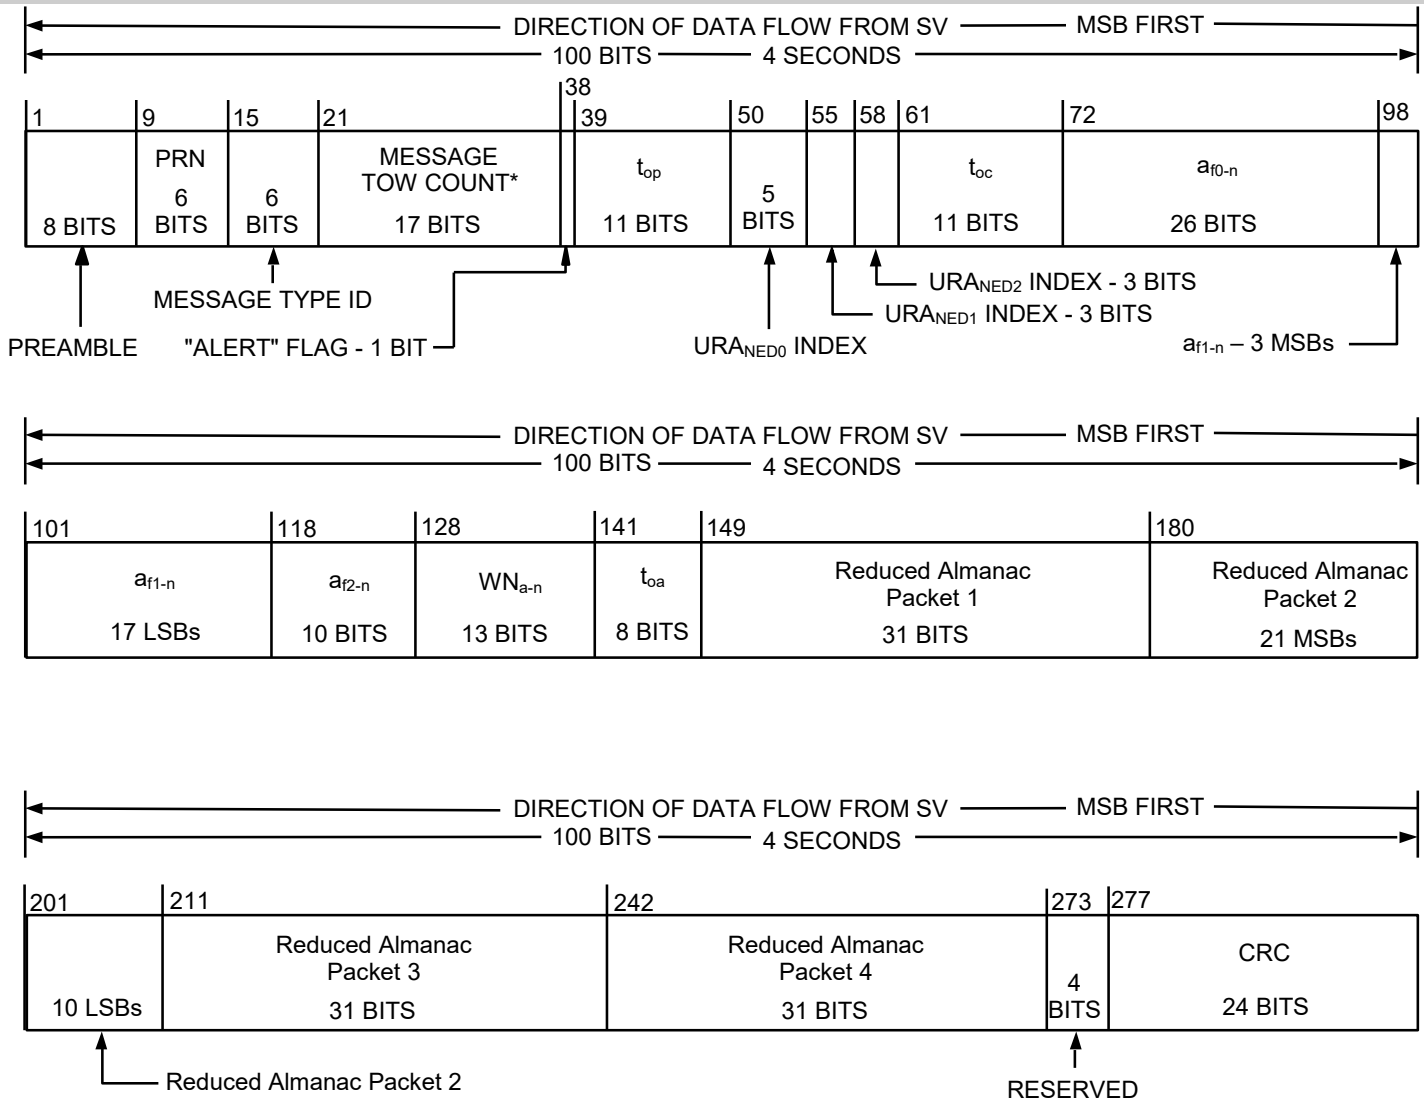 DIRECTION OF DATA FLOW FROM SV MSB FIRST
100 BITS 4 SECONDS
1 9 15 21 38 39 50 55 58 61 72 98
8 BITS
PRN
6
BITS
6
BITS
MESSAGE
TOW COUNT*
17 BITS
top
11 BITS
5
BITS
toc
11 BITS
af0-n
26 BITS
MESSAGE TYPE ID
URANED2 INDEX - 3 BITS
URANED1 INDEX - 3 BITS
PREAMBLE
"ALERT" FLAG - 1 BIT
URANED0 INDEX
af1-n – 3 MSBs
DIRECTION OF DATA FLOW FROM SV MSB FIRST
100 BITS 4 SECONDS
101 118 128 141 149 180
af1-n
17 LSBs
af2-n
10 BITS
WNa-n
13 BITS
toa
8 BITS
Reduced Almanac
Packet 1
31 BITS
Reduced Almanac
Packet 2
21 MSBs
DIRECTION OF DATA FLOW FROM SV MSB FIRST
100 BITS 4 SECONDS
201 211 242 273 277
10 LSBs
Reduced Almanac
Packet 3
31 BITS
Reduced Almanac
Packet 4
31 BITS
4
BITS
CRC
24 BITS
Reduced Almanac Packet 2
RESERVED